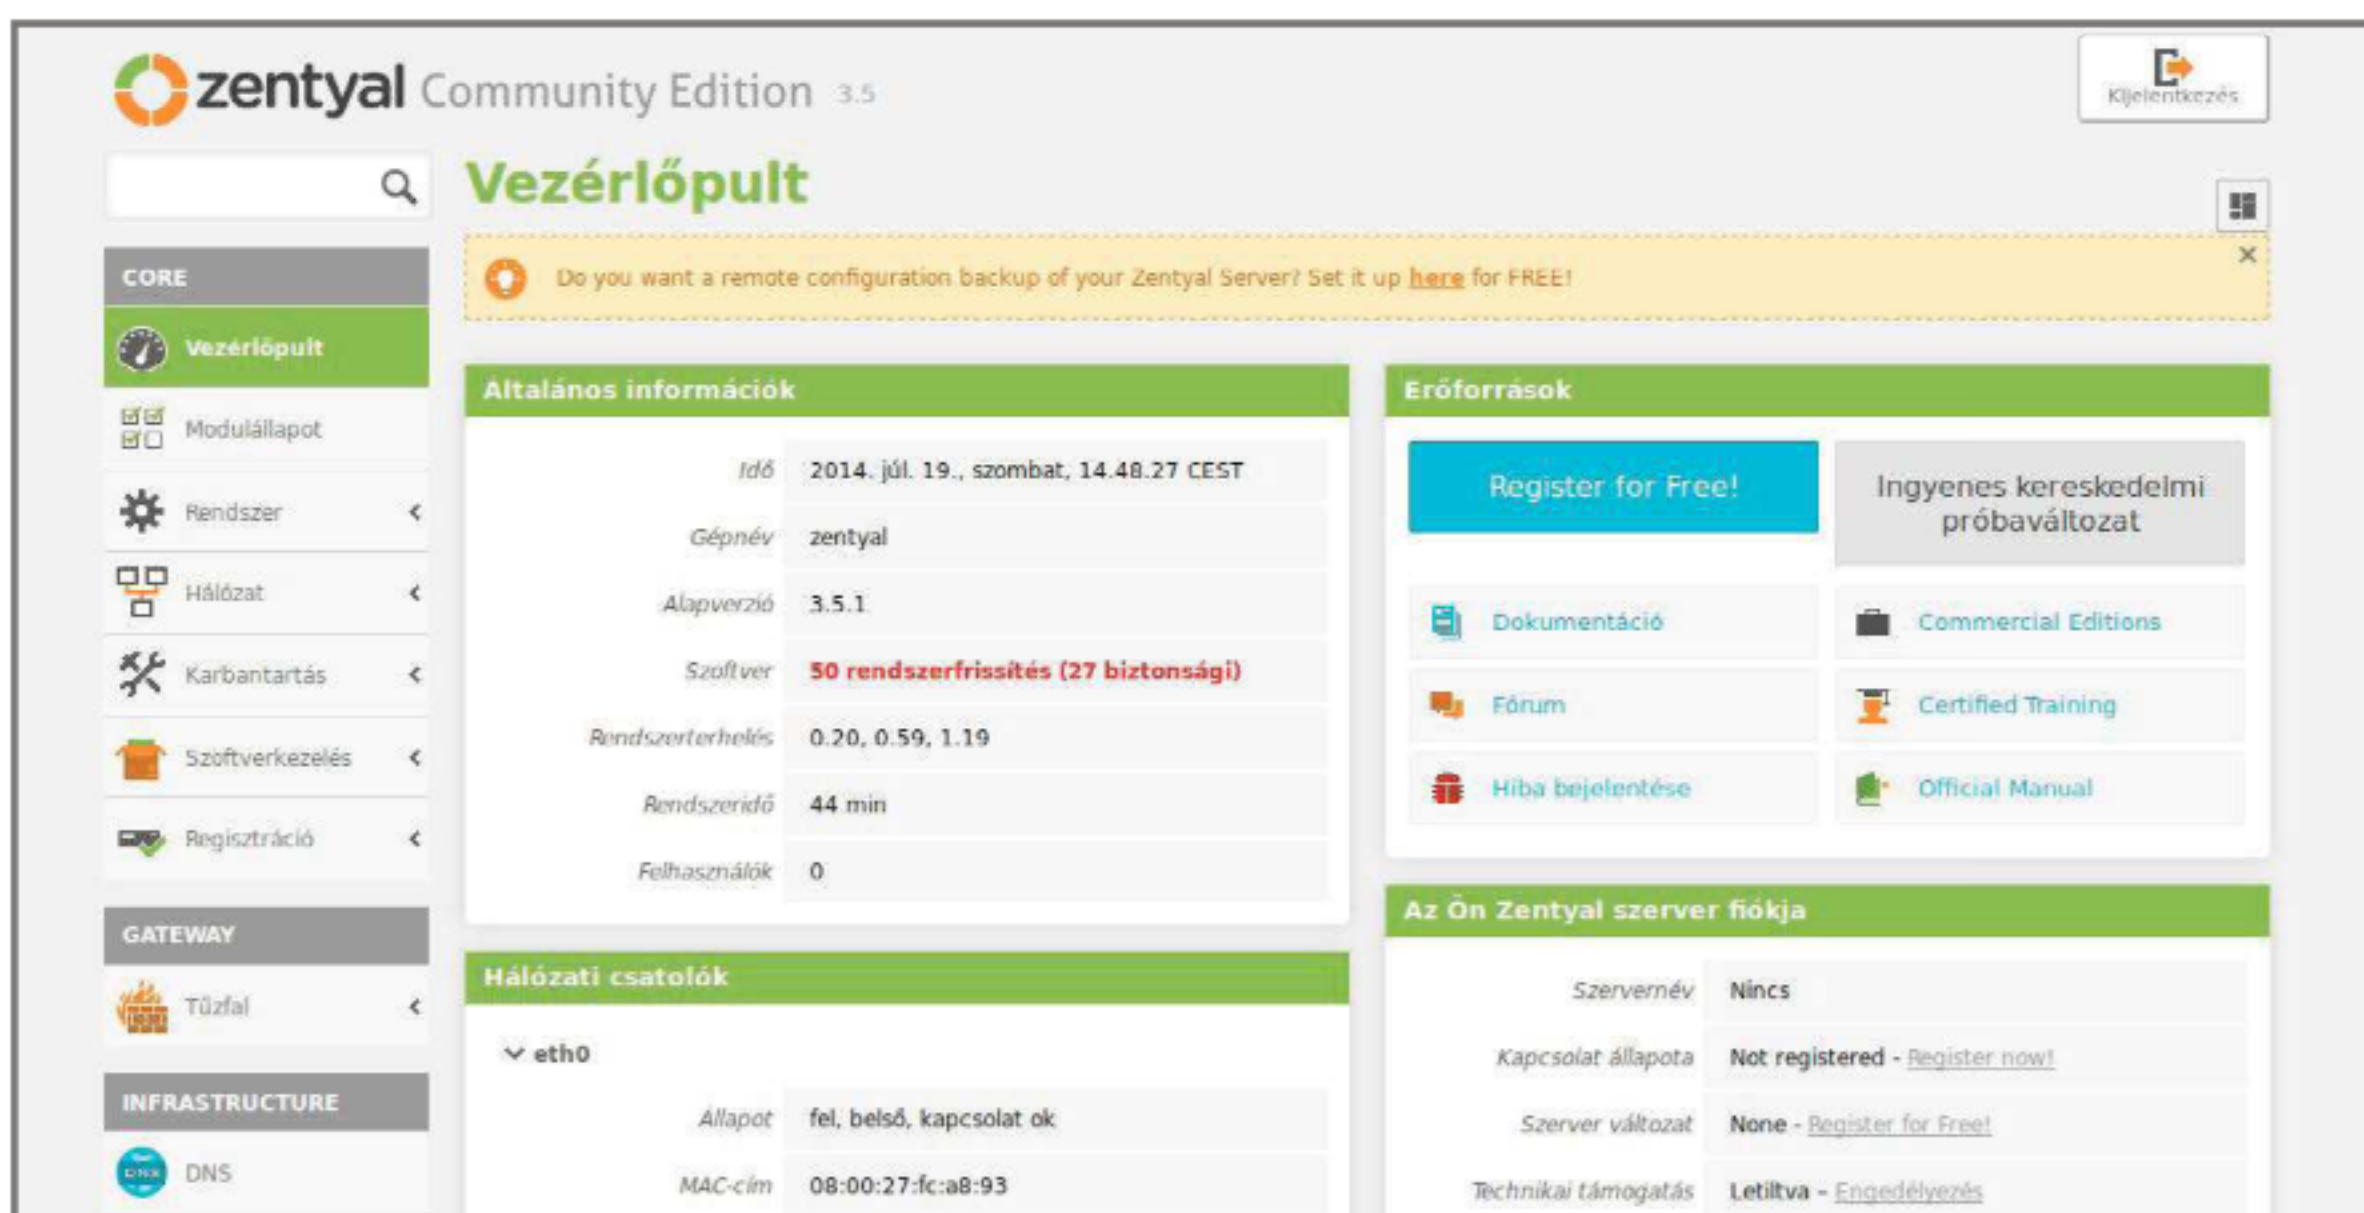 zentyal Community Edition 3.5
Kijelentkezés
Vezérlőpult
Do you want a remote configuration backup of your Zentyal Server? Set it up here for FREE!
CORE
Vezérlőpult
Modulállapot
Rendszer
Hálózat
Karbantartás
Szoftverkezelés
Regisztráció
GATEWAY
Tűzfal
INFRASTRUCTURE
DNS
Általános információk
Idő 2014. júl. 19., szombat, 14.48.27 CEST
Gépnév zentyal
Alapverzió 3.5.1
Szoftver 50 rendszerfrissítés (27 biztonsági)
Rendszerterhelés 0.20, 0.59, 1.19
Rendszeridő 44 min
Felhasználók 0
Hálózati csatolók
eth0
Állapot fel, belső, kapcsolat ok
MAC-cím 08:00:27:fc:a8:93
Erőforrások
Register for Free!
Ingyenes kereskedelmi
próbaváltozat
Dokumentáció
Commercial Editions
Fórum
Certified Training
Hiba bejelentése
Official Manual
Az Ön Zentyal szerver fiókja
Szervernév Nincs
Kapcsolat állapota Not registered - Register now!
Szerver változat None - Register for Free!
Technikai támogatás Letiltva - Engedélyezés